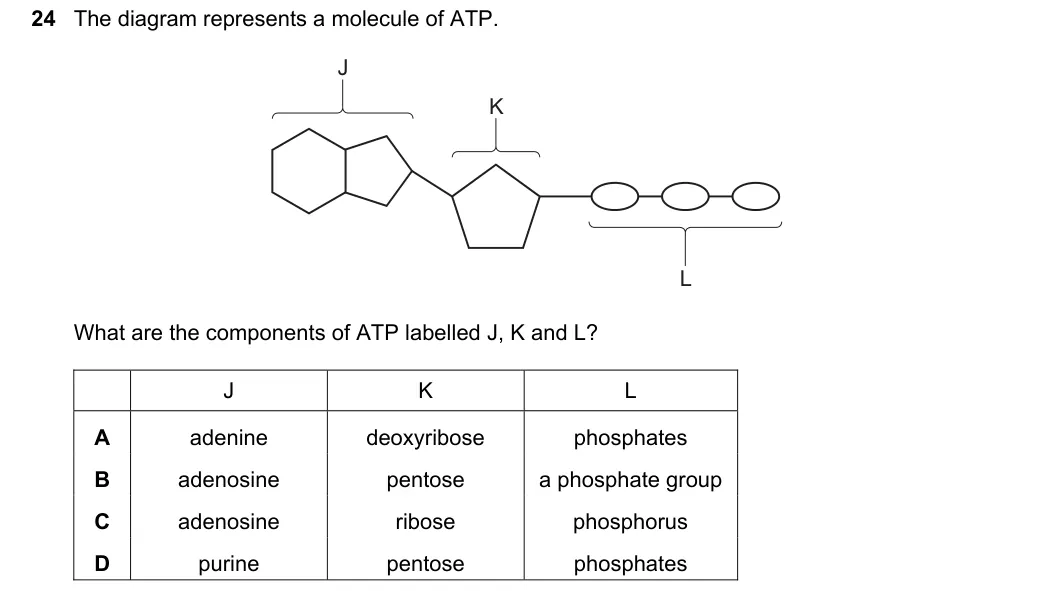 24 The diagram represents a molecule of ATP.
J
K
L
What are the components of ATP labelled J, K and L?
J K L
A adenine deoxyribose phosphates
B adenosine pentose a phosphate group
C adenosine ribose phosphorus
D purine pentose phosphates